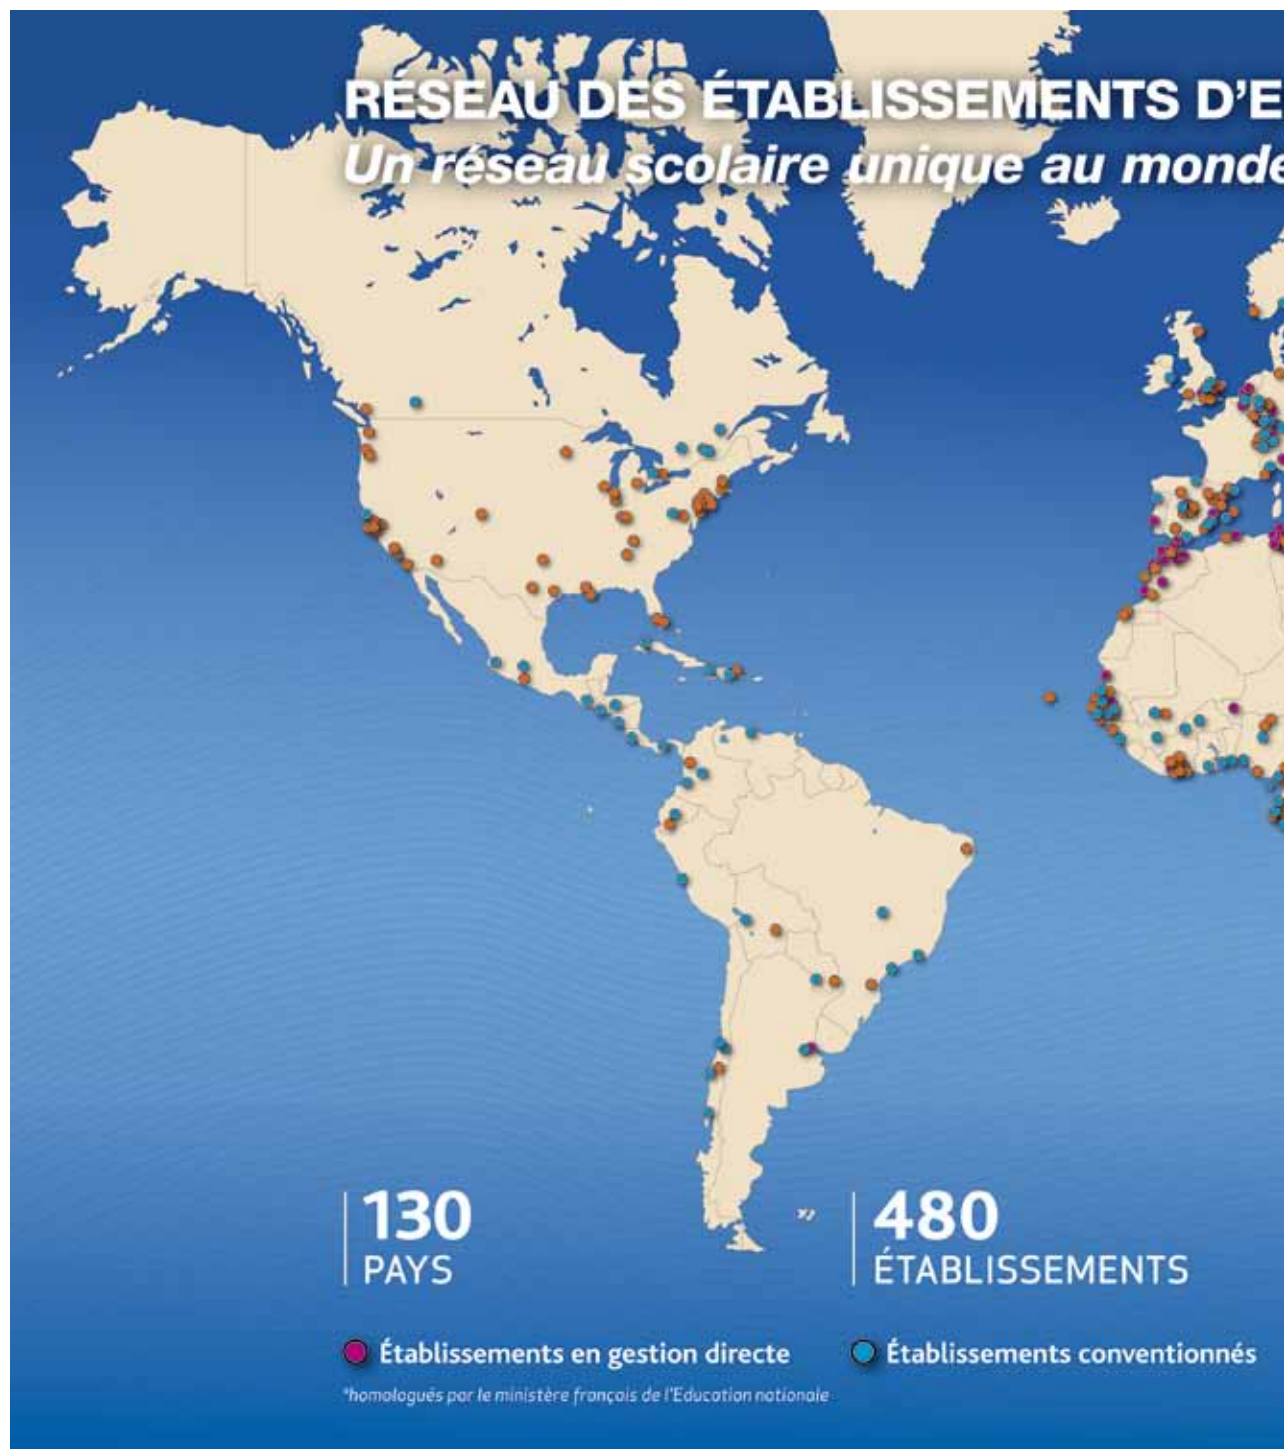 RÉSEAU DES ÉTABLISSEMENTS D'E
Un réseau scolaire unique au monde
130
PAYS
480
ÉTABLISSEMENTS
Établissements en gestion directe
Établissements conventionnés
*homologués par le ministère français de l'Education nationale